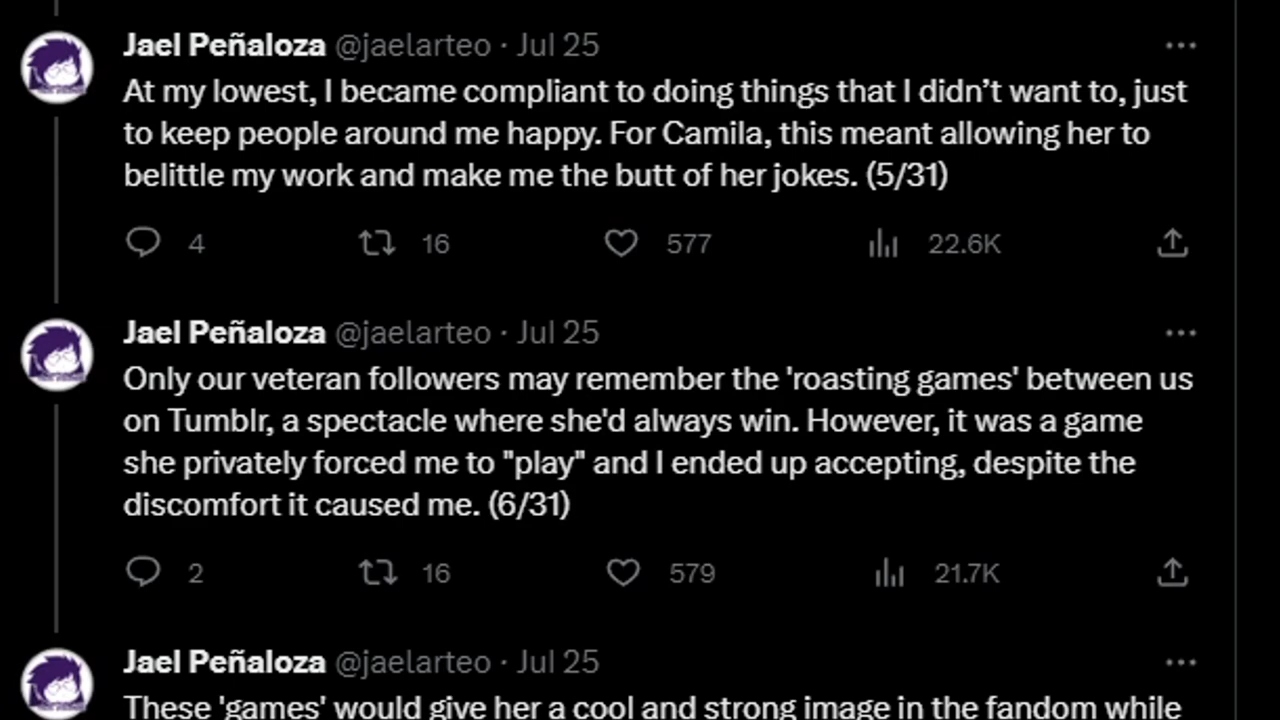 Jael Peñaloza @jaelarteo · Jul 25
At my lowest, I became compliant to doing things that I didn’t want to, just
to keep people around me happy. For Camila, this meant allowing her to
belittle my work and make me the butt of her jokes. (5/31)
4 16 577 22.6K
Jael Peñaloza @jaelarteo · Jul 25
Only our veteran followers may remember the 'roasting games' between us
on Tumblr, a spectacle where she'd always win. However, it was a game
she privately forced me to "play" and I ended up accepting, despite the
discomfort it caused me. (6/31)
2 16 579 21.7K
Jael Peñaloza @jaelarteo · Jul 25
These 'games' would give her a cool and strong image in the fandom while